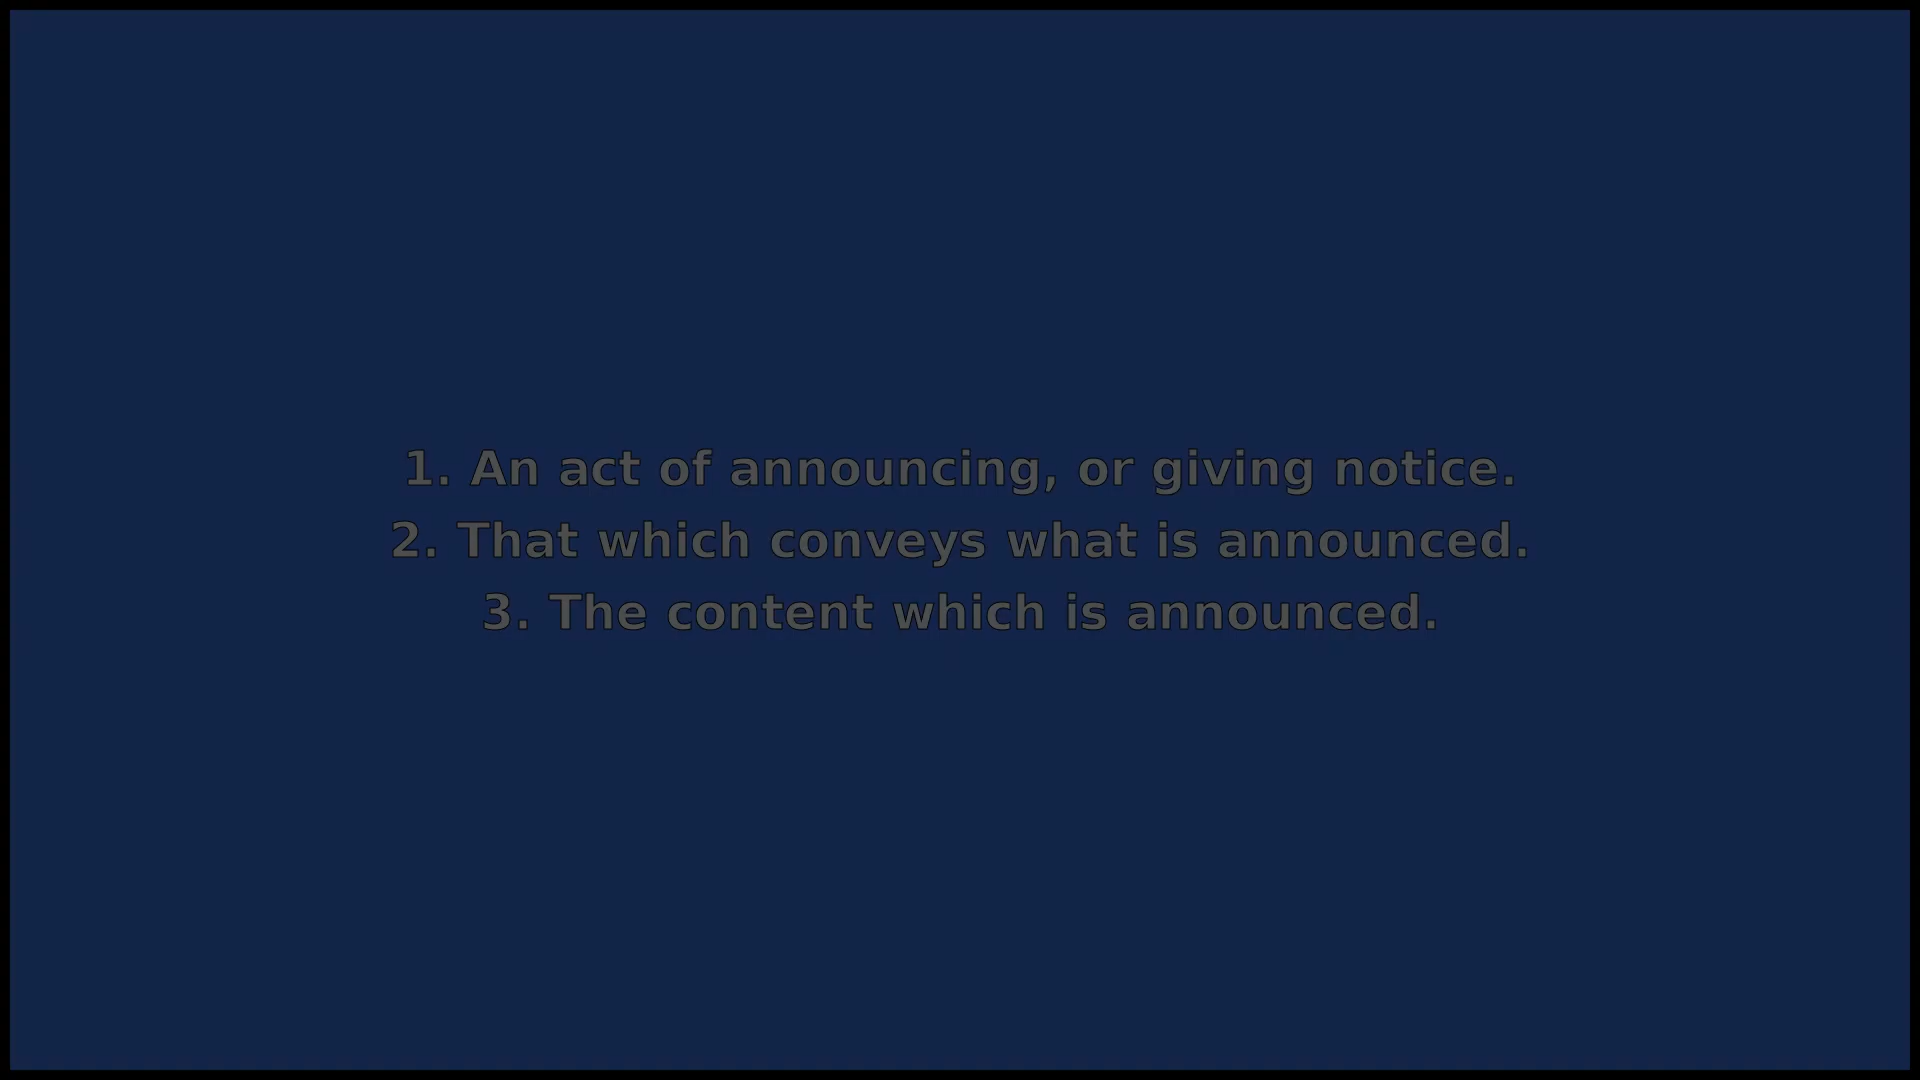 1. An act of announcing, or giving notice.
2. That which conveys what is announced.
3. The content which is announced.